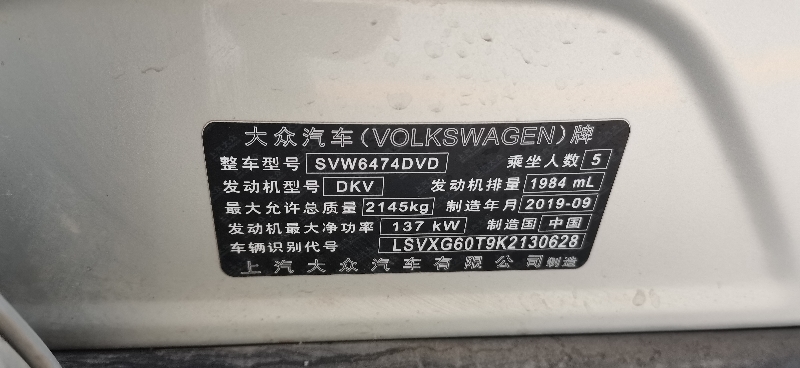 大众汽车(VOLKSWAGEN)牌
整车型号 SVW6474DVD 乘坐人数 5
发动机型号 DKV 发动机排量 1984 mL
最大允许总质量 2145kg 制造年月 2019-09
发动机最大净功率 137 kW 制造国 中国
车辆识别代号 LSVXG60T9K2130628
上汽大众汽车有限公司制造